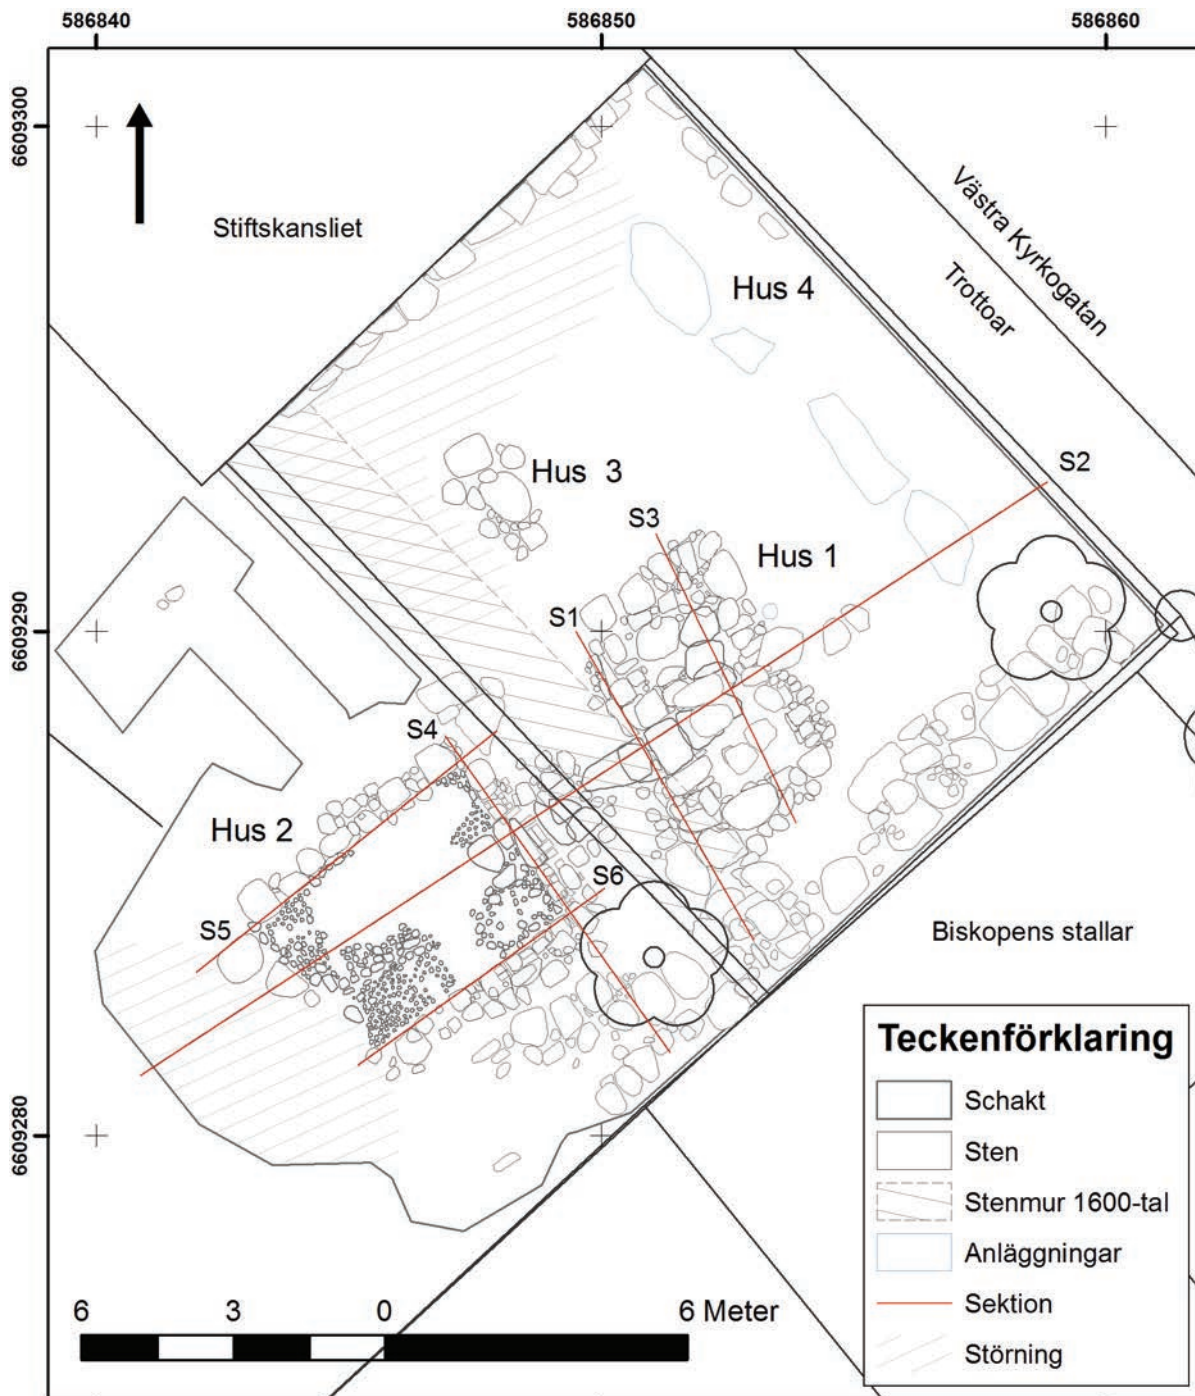 586840
586850
586860
6609300
Stiftskansliet
Västra Kyrkogatan
Trottoar
Hus 4
Hus 3
S2
S3
Hus 1
S1
6609290
S4
Hus 2
S6
S5
Biskopens stallar
6609280
Teckenförklaring
Schakt
Sten
Stenmur 1600-tal
Anläggningar
Sektion
Störning
6 3 0 6 Meter